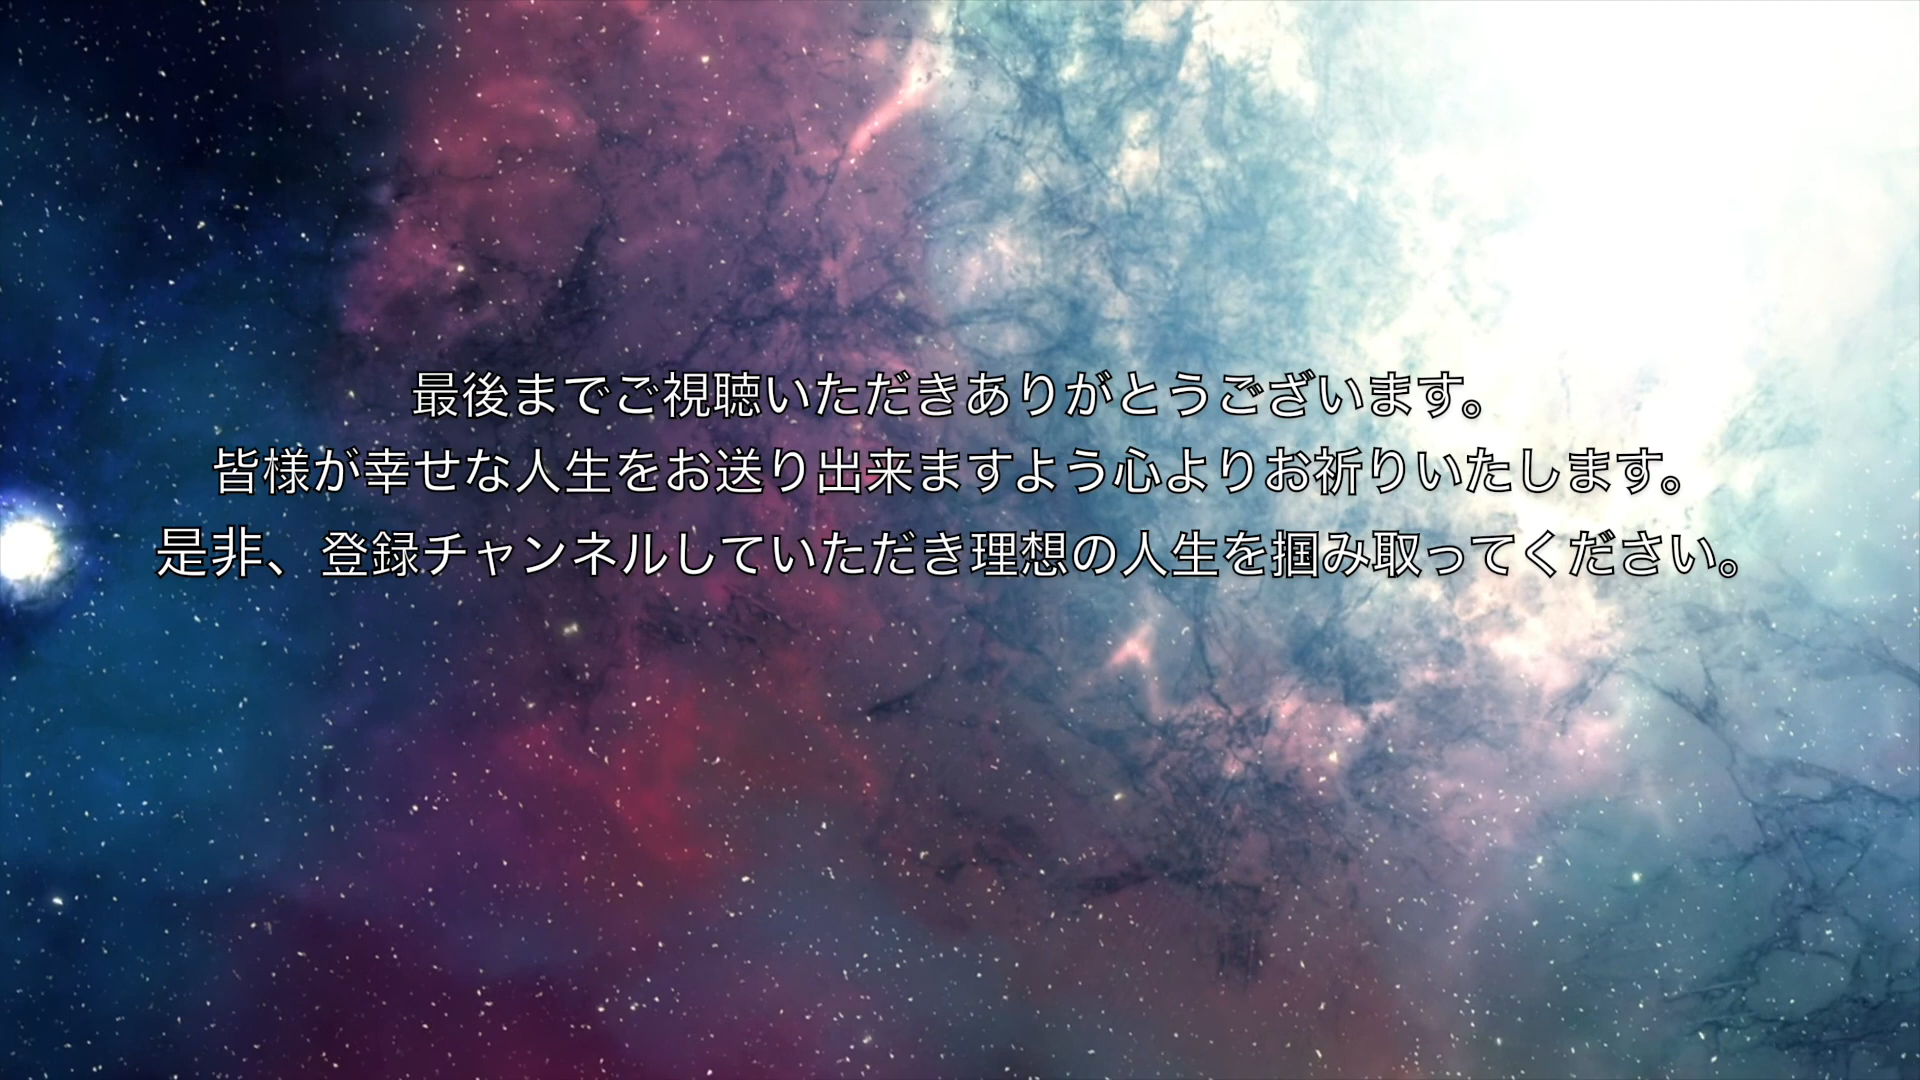 最後までご視聴いただきありがとうございます。
皆様が幸せな人生をお送り出来ますよう心よりお祈りいたします。
是非、登録チャンネルしていただき理想の人生を掴み取ってください。